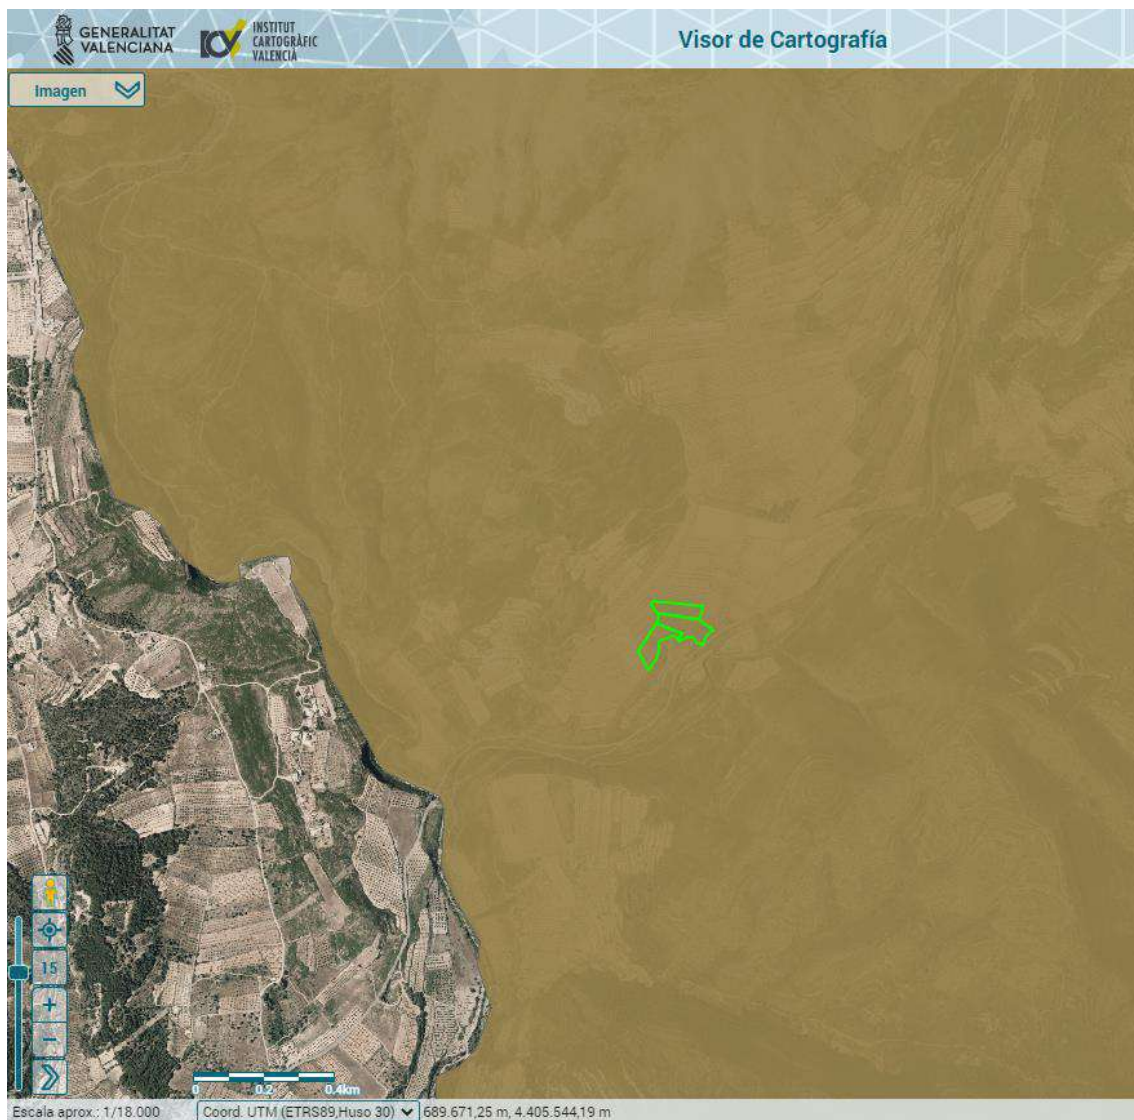 GENERALITAT
VALENCIANA
ICV
INSTITUT
CARTOGRÀFIC
VALENCIÀ
Visor de Cartografía
Imagen
15
+
−
0 0.2 0.4km
Escala aprox.: 1/18.000 Coord. UTM (ETRS89,Huso 30) 689.671,25 m, 4.405.544,19 m